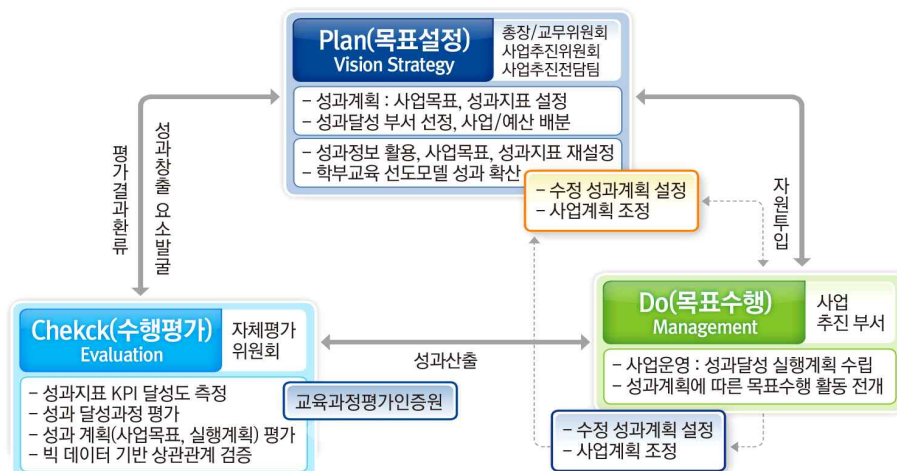 Plan(목표설정)
Vision Strategy
총장/교무위원회
사업추진위원회
사업추진전담팀
- 성과계획 : 사업목표, 성과지표 설정
- 성과달성 부서 선정, 사업/예산 배분
- 성과정보 활용, 사업목표, 성과지표 재설정
- 학부교육 선도모델 성과 확산
- 수정 성과계획 설정
- 사업계획 조정
평가결과환류
성과창출 요소발굴
자원투입
Chekck(수행평가)
Evaluation
자체평가
위원회
- 성과지표 KPI 달성도 측정
- 성과 달성과정 평가
- 성과 계획(사업목표, 실행계획) 평가
- 빅 데이터 기반 상관관계 검증
성과산출
교육과정평가인증원
Do(목표수행)
Management
사업
추진 부서
- 사업운영 : 성과달성 실행계획 수립
- 성과계획에 따른 목표수행 활동 전개
- 수정 성과계획 설정
- 사업계획 조정